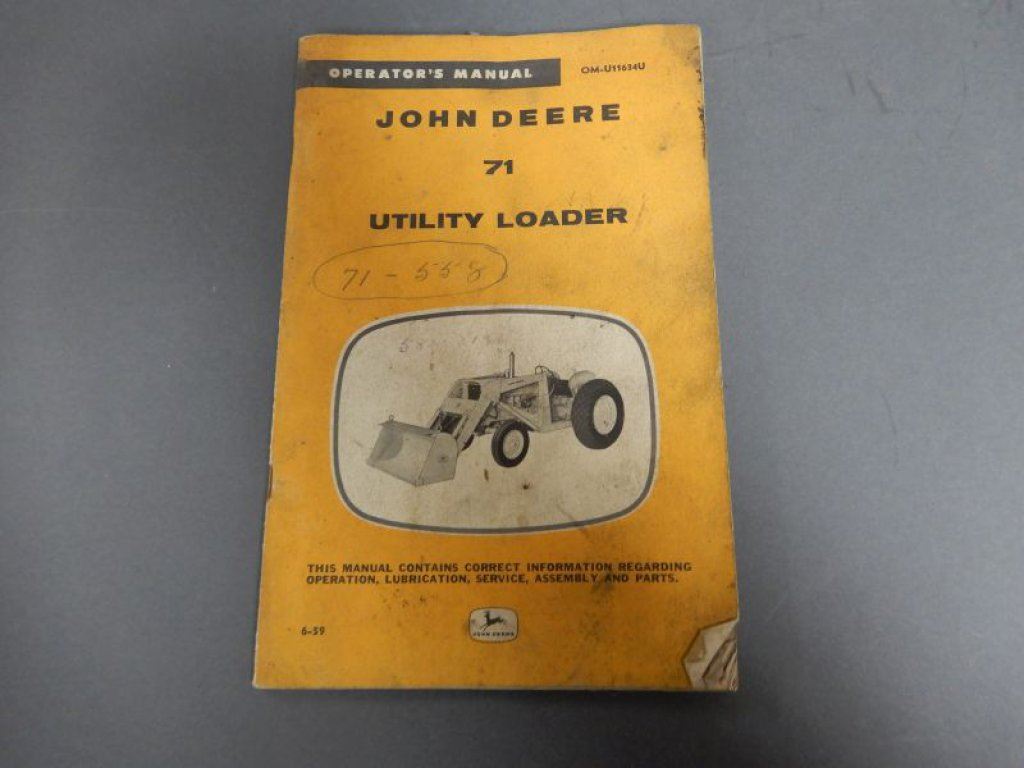 OPERATOR'S MANUAL
OM-U11634U
JOHN DEERE
71
UTILITY LOADER
71 - 558
THIS MANUAL CONTAINS CORRECT INFORMATION REGARDING
OPERATION, LUBRICATION, SERVICE, ASSEMBLY AND PARTS.
JOHN DEERE
6-59